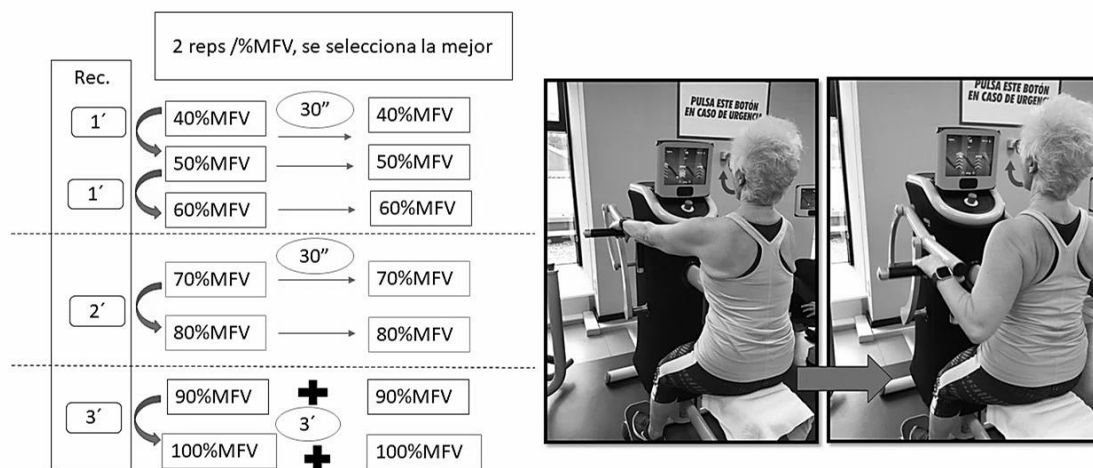 2 reps /%MFV, se selecciona la mejor
Rec.
1´
40%MFV 30” 40%MFV
50%MFV 50%MFV
1´
60%MFV 60%MFV
70%MFV 30” 70%MFV
2´
80%MFV 80%MFV
90%MFV 90%MFV
3´ 3´
100%MFV 100%MFV
PULSA ESTE BOTÓN
EN CASO DE URGENCIA
PULSA ESTE BOTÓN
EN CASO DE URGENCIA